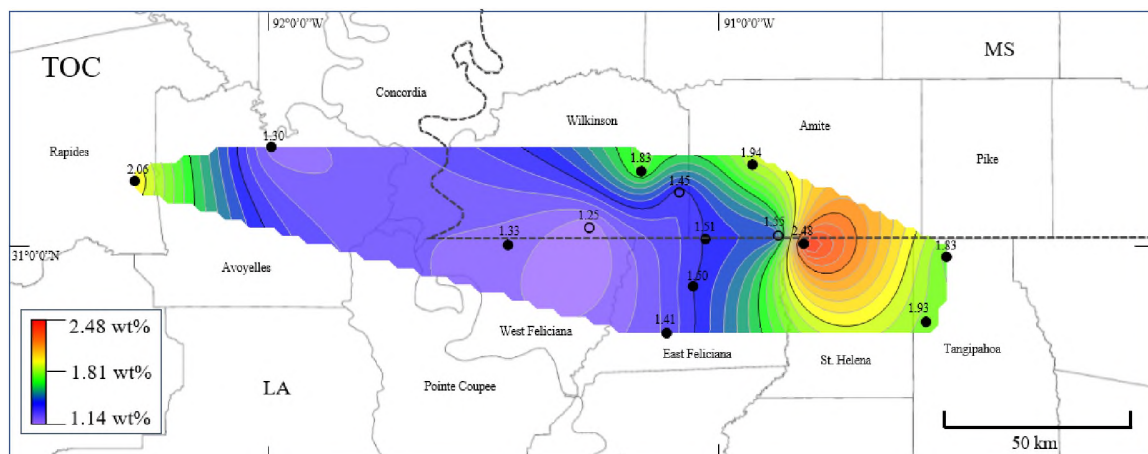 92°0'0"W
91°0'0"W
TOC
MS
Concordia
Wilkinson
Amite
Rapides
Pike
1.30
2.05
1.83
1.94
1.45
1.25
1.33
1.51
1.55
2.48
1.83
31°0'0"N
Avoyelles
1.50
1.93
1.41
2.48 wt%
1.81 wt%
1.14 wt%
West Feliciana
East Feliciana
St. Helena
Tangipahoa
LA
Pointe Coupee
50 km